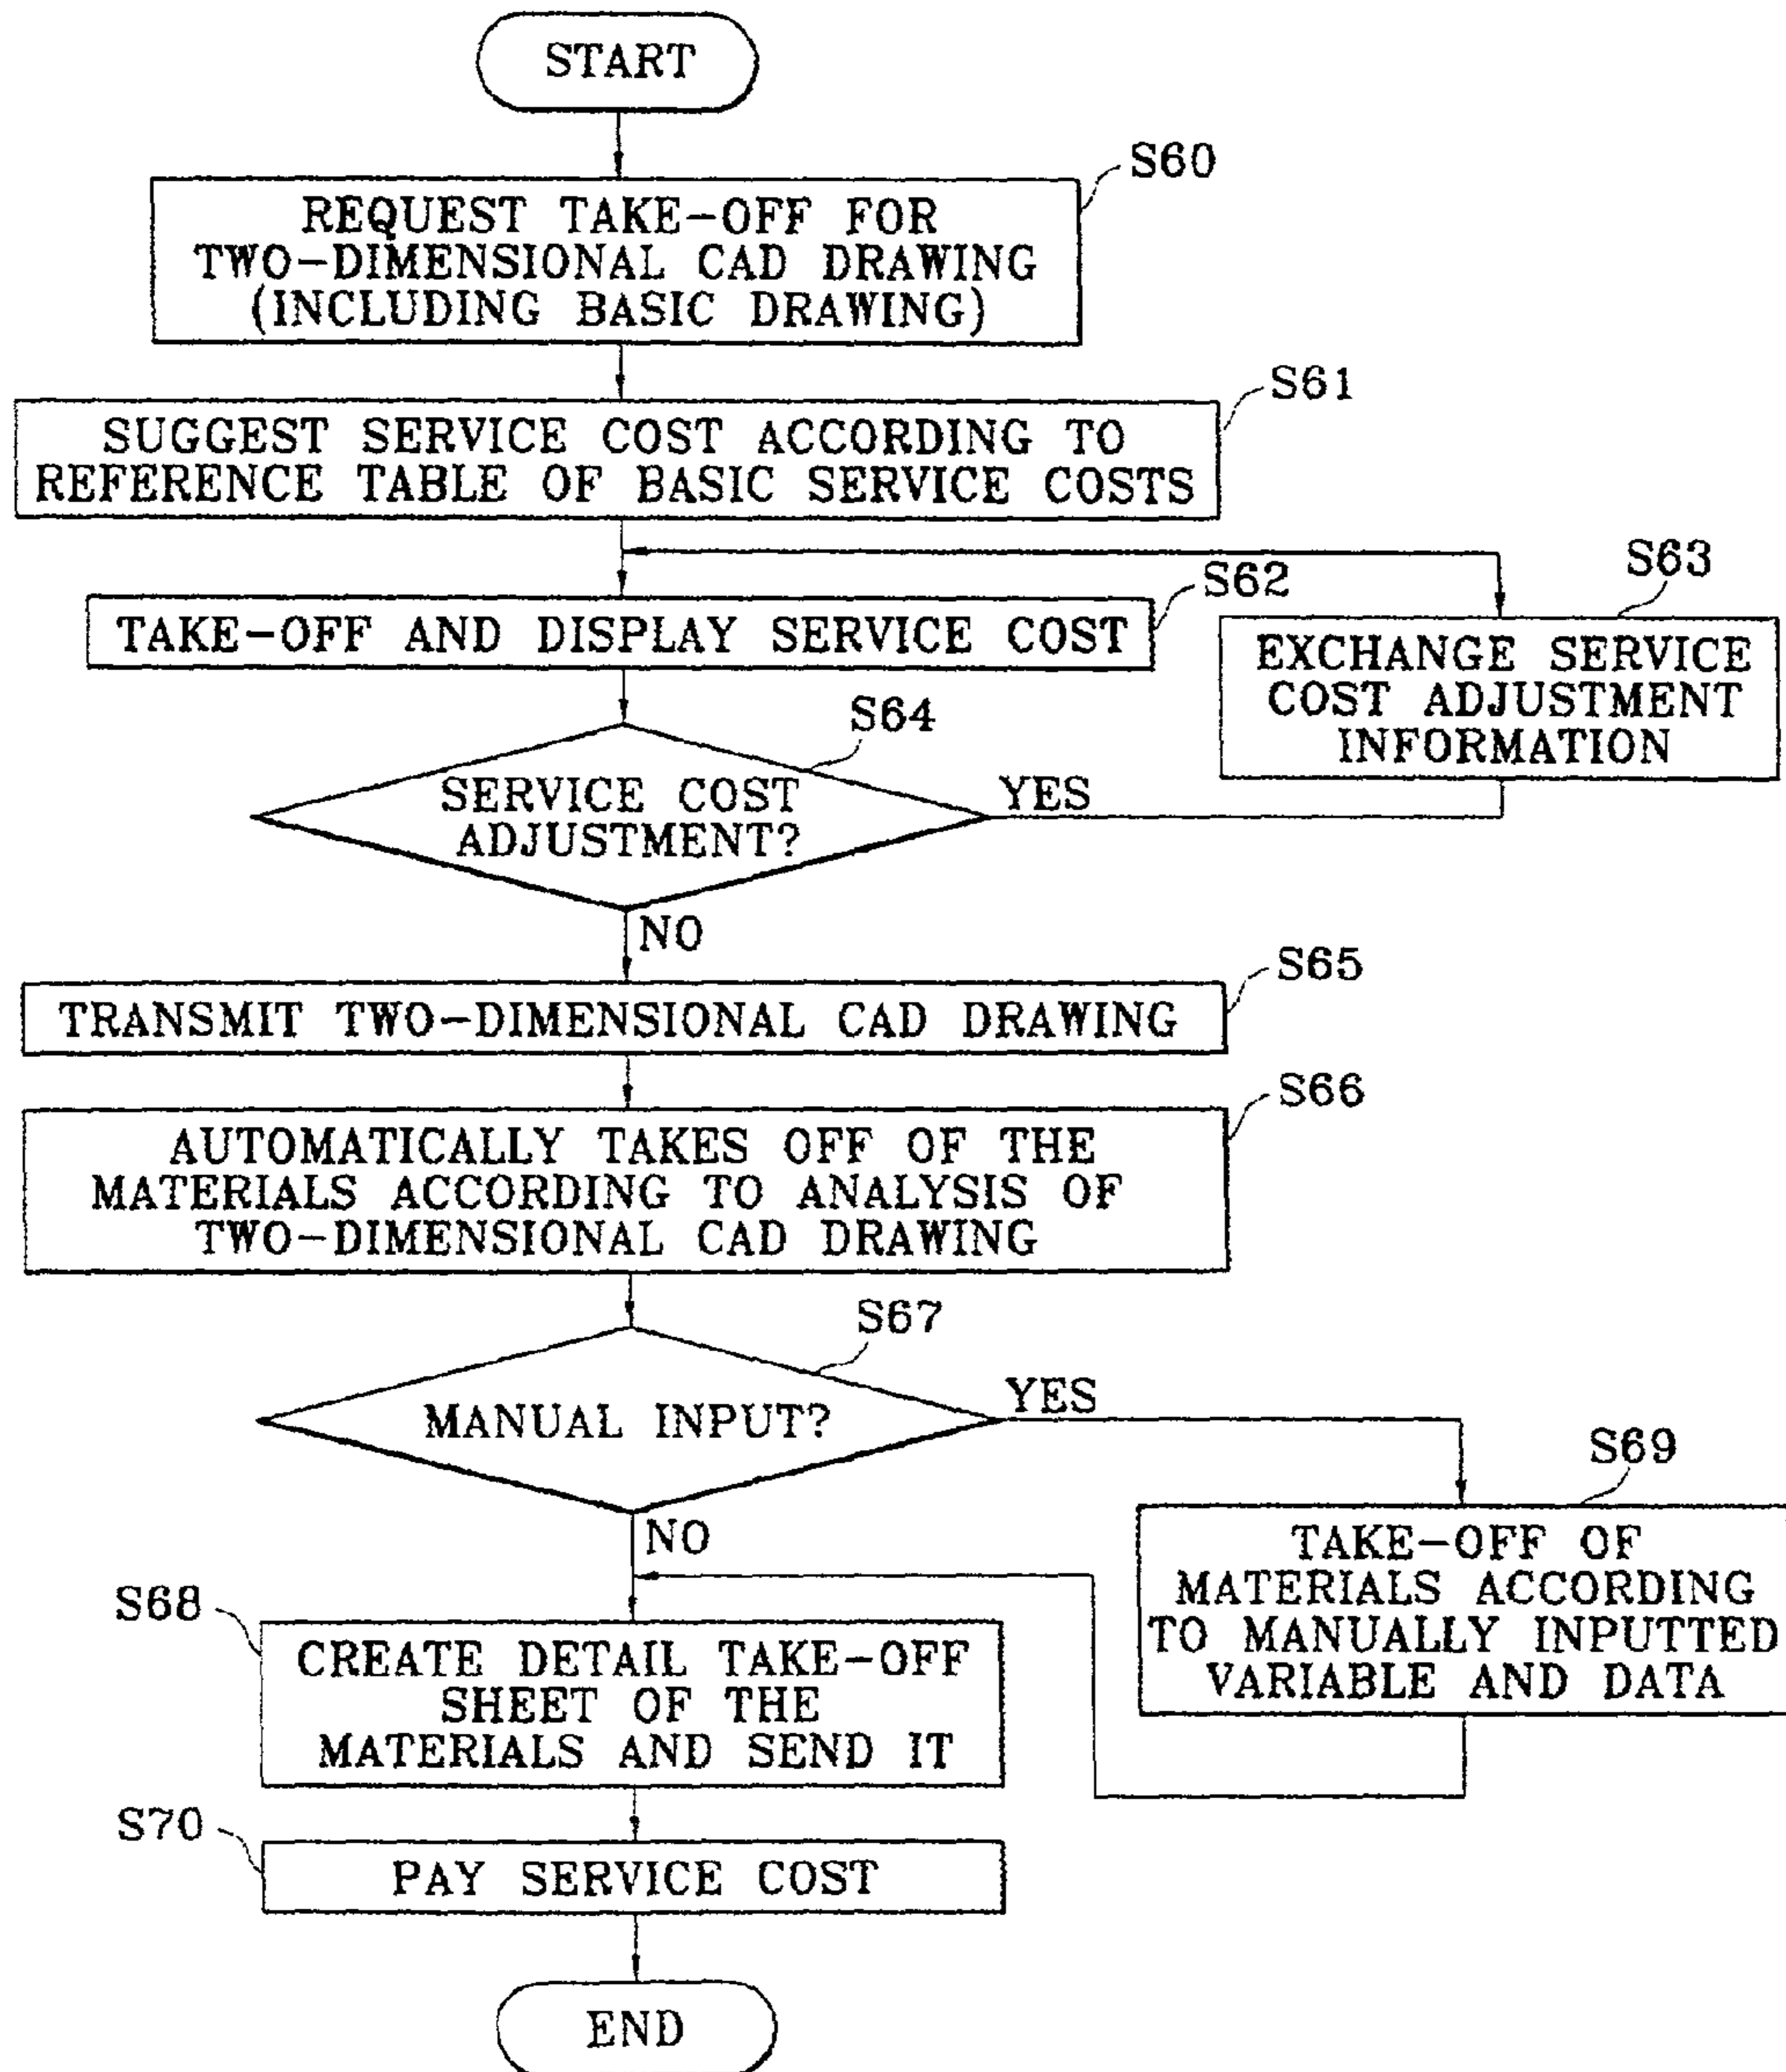 START
S60
REQUEST TAKE-OFF FOR
TWO-DIMENSIONAL CAD DRAWING
(INCLUDING BASIC DRAWING)
S61
SUGGEST SERVICE COST ACCORDING TO
REFERENCE TABLE OF BASIC SERVICE COSTS
S62
TAKE-OFF AND DISPLAY SERVICE COST
S63
EXCHANGE SERVICE
COST ADJUSTMENT
INFORMATION
S64
SERVICE COST
ADJUSTMENT?
YES
NO
S65
TRANSMIT TWO-DIMENSIONAL CAD DRAWING
S66
AUTOMATICALLY TAKES OFF OF THE
MATERIALS ACCORDING TO ANALYSIS OF
TWO-DIMENSIONAL CAD DRAWING
S67
MANUAL INPUT?
YES
NO
S69
TAKE-OFF OF
MATERIALS ACCORDING
TO MANUALLY INPUTTED
VARIABLE AND DATA
S68
CREATE DETAIL TAKE-OFF
SHEET OF THE
MATERIALS AND SEND IT
S70
PAY SERVICE COST
END